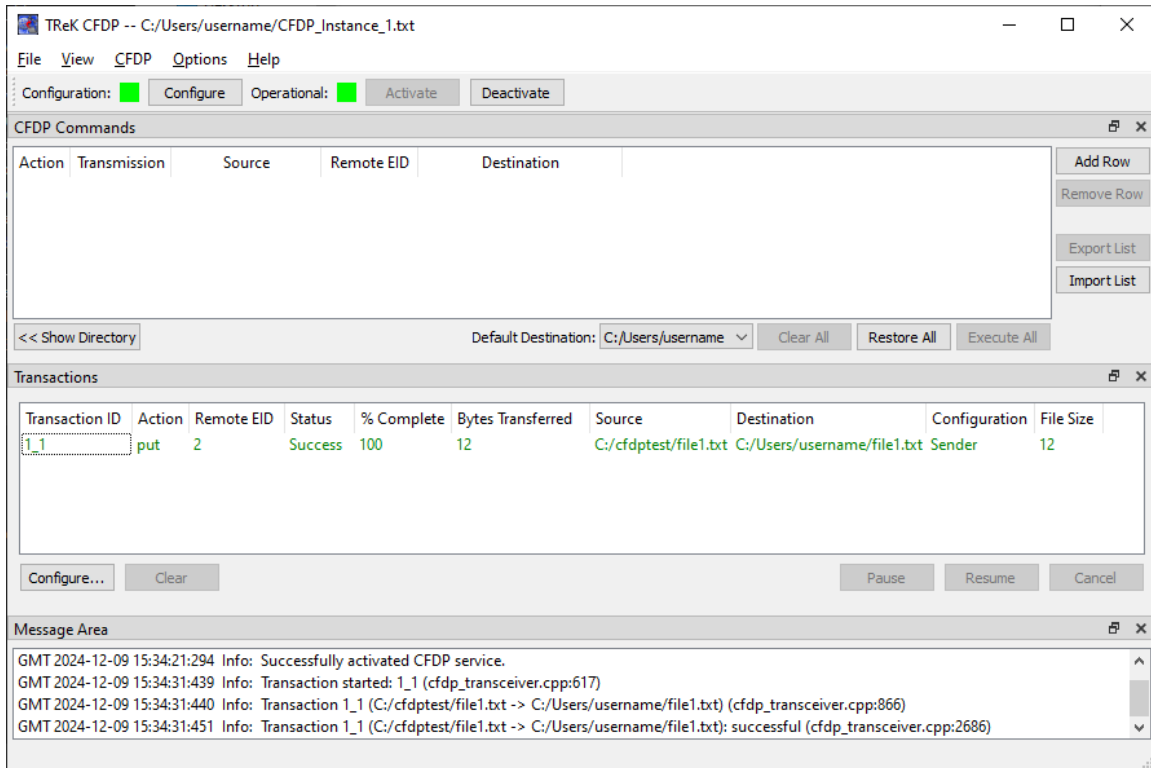 TReK CFDP -- C:/Users/username/CFDP_Instance_1.txt
File View CFDP Options Help
Configuration: Configure Operational: Activate Deactivate
CFDP Commands
Action Transmission Source Remote EID Destination
Add Row
Remove Row
Export List
Import List
<< Show Directory Default Destination: C:/Users/username Clear All Restore All Execute All
Transactions
Transaction ID Action Remote EID Status % Complete Bytes Transferred Source Destination Configuration File Size
1_1 put 2 Success 100 12 C:/cfdptest/file1.txt C:/Users/username/file1.txt Sender 12
Configure... Clear Pause Resume Cancel
Message Area
GMT 2024-12-09 15:34:21:294 Info: Successfully activated CFDP service.
GMT 2024-12-09 15:34:31:439 Info: Transaction started: 1_1 (cfdp_transceiver.cpp:617)
GMT 2024-12-09 15:34:31:440 Info: Transaction 1_1 (C:/cfdptest/file1.txt -> C:/Users/username/file1.txt) (cfdp_transceiver.cpp:866)
GMT 2024-12-09 15:34:31:451 Info: Transaction 1_1 (C:/cfdptest/file1.txt -> C:/Users/username/file1.txt): successful (cfdp_transceiver.cpp:2686)